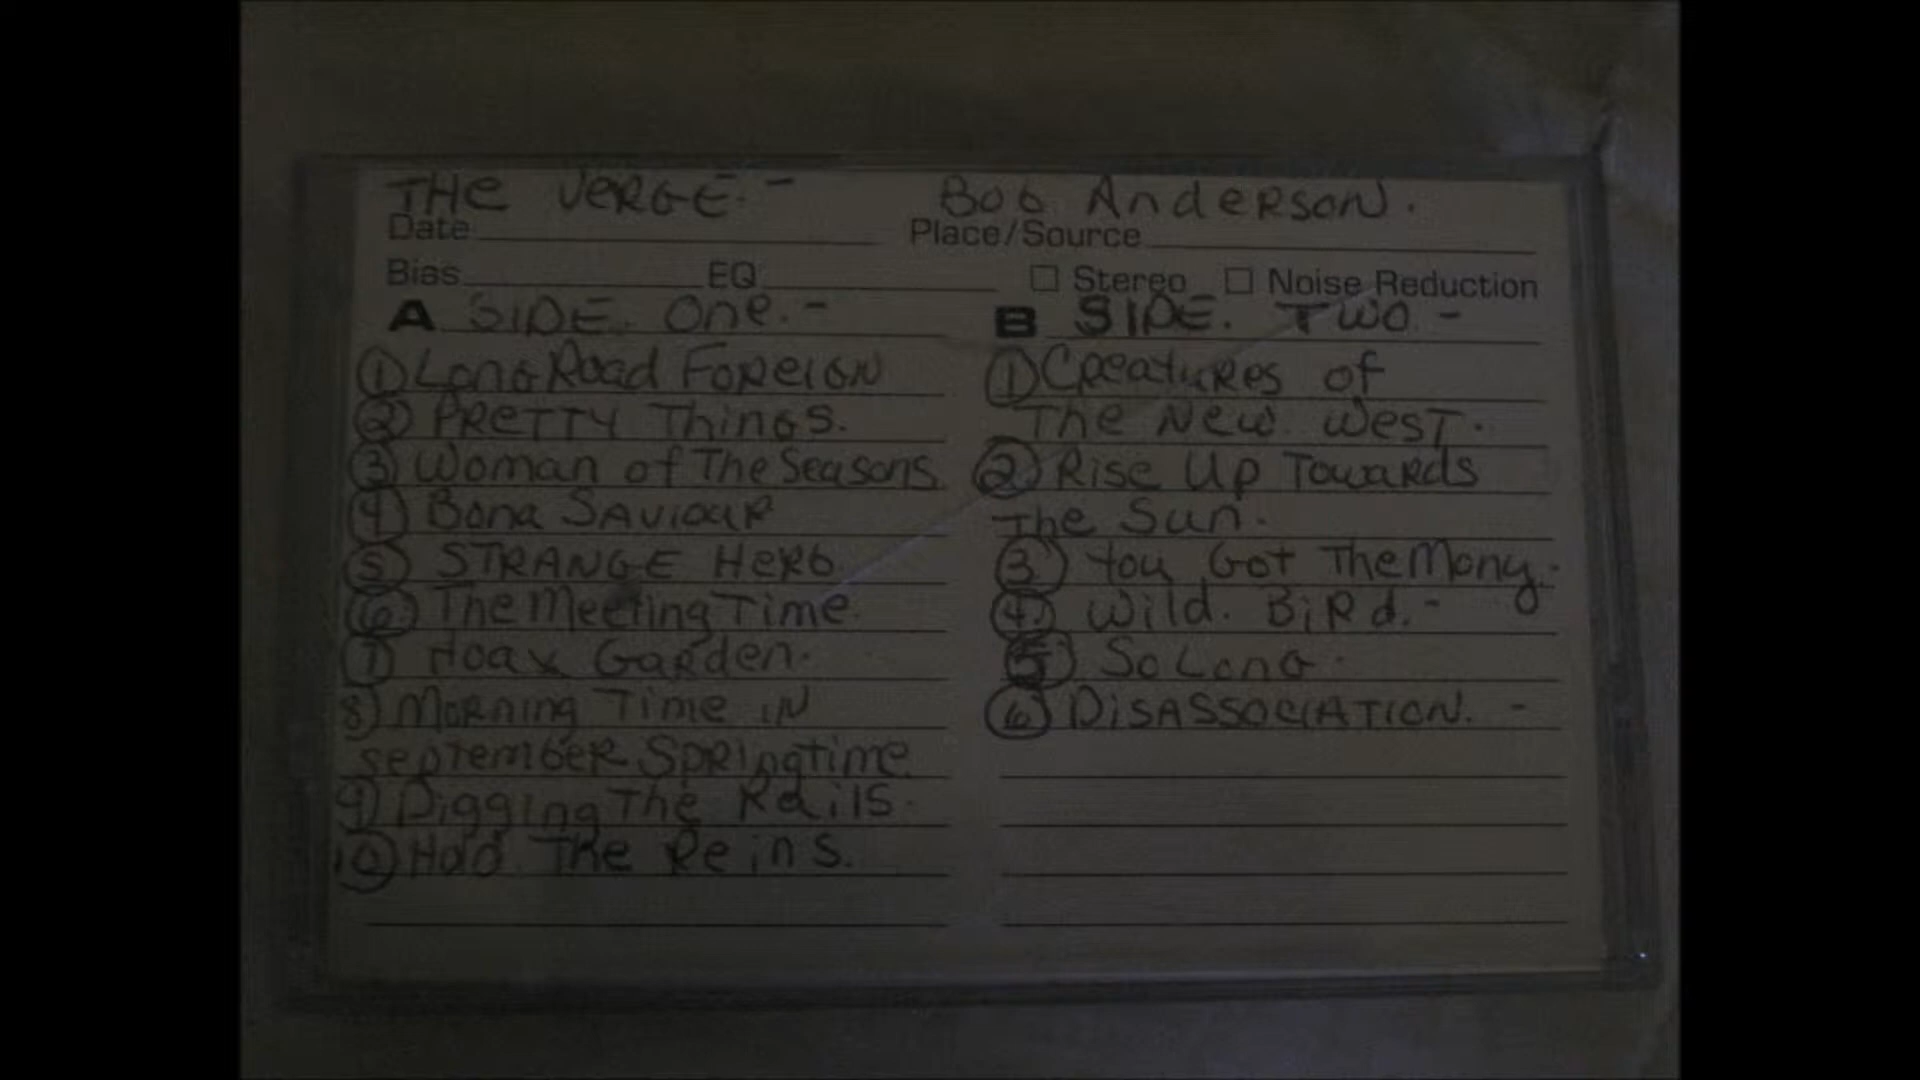 THE VERGE. - Bob Anderson.
Date Place/Source
Bias EQ Stereo Noise Reduction
A SIDE One. -
① Long Road Foreign
② PRETTY Things.
③ Woman of The Seasons
④ Bona SAviouR
⑤ STRANGE HERb
⑥ The Meeting Time.
⑦ Hoax Garden.
8) Morning Time in
september Springtime.
9) Digging The Rails.
⑩ Hold The Reins.
B SIDE. TWO -
① Creatures of
The New West.
② Rise Up Towards
The Sun.
③ You Got The Mony.
④ Wild. BiRd. -
⑤ So Long.
⑥ DISASSOCIATION. -